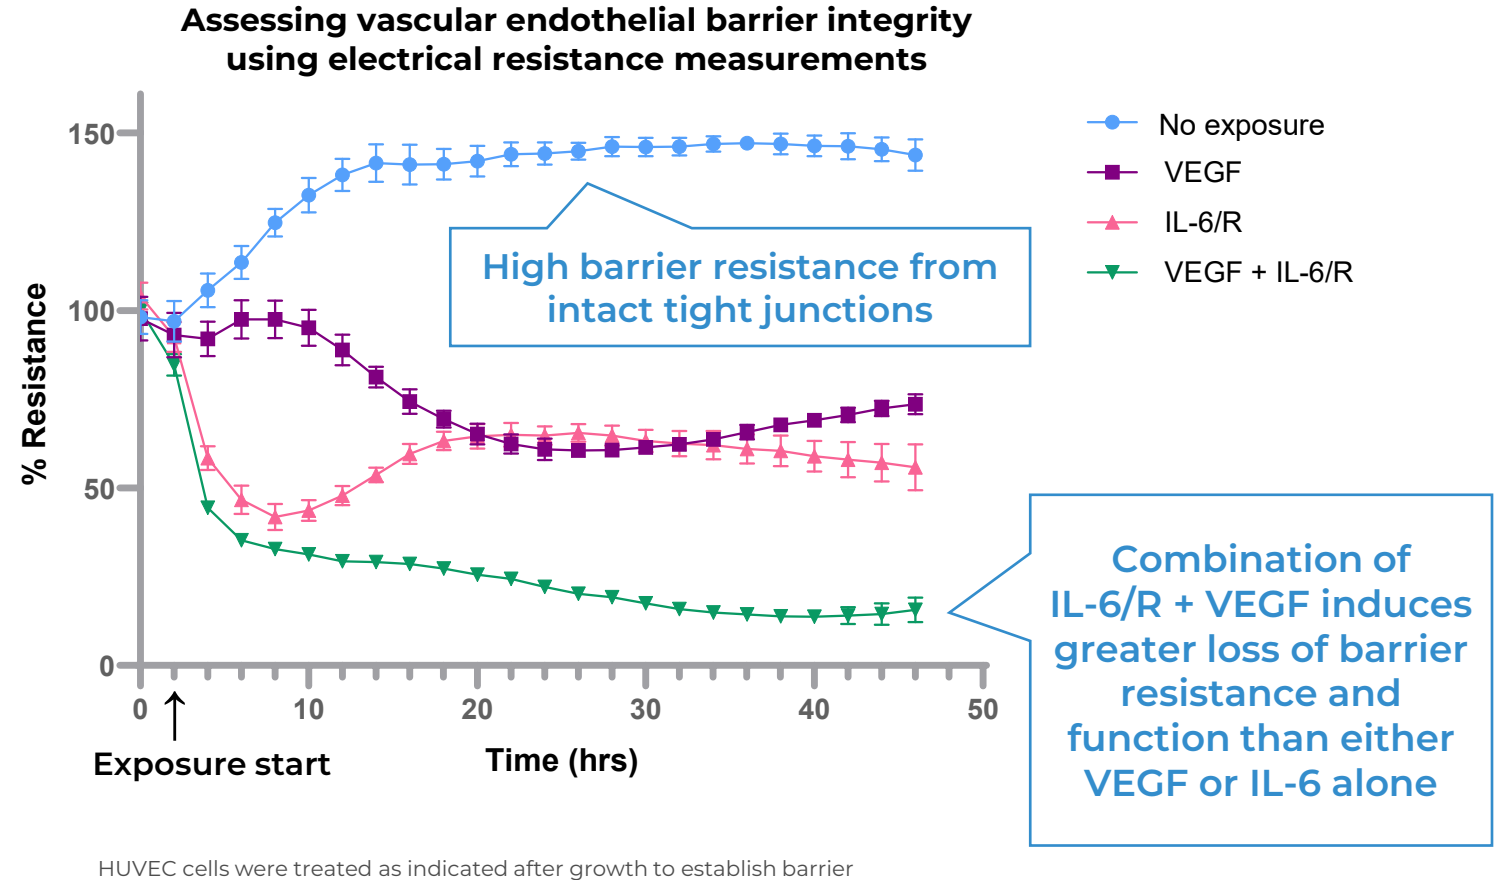 Assessing vascular endothelial barrier integrity
using electrical resistance measurements
150
100
50
0
% Resistance
0
10
20
30
40
50
Exposure start
Time (hrs)
No exposure
VEGF
IL-6/R
VEGF + IL-6/R
High barrier resistance from
intact tight junctions
Combination of
IL-6/R + VEGF induces
greater loss of barrier
resistance and
function than either
VEGF or IL-6 alone
HUVEC cells were treated as indicated after growth to establish barrier